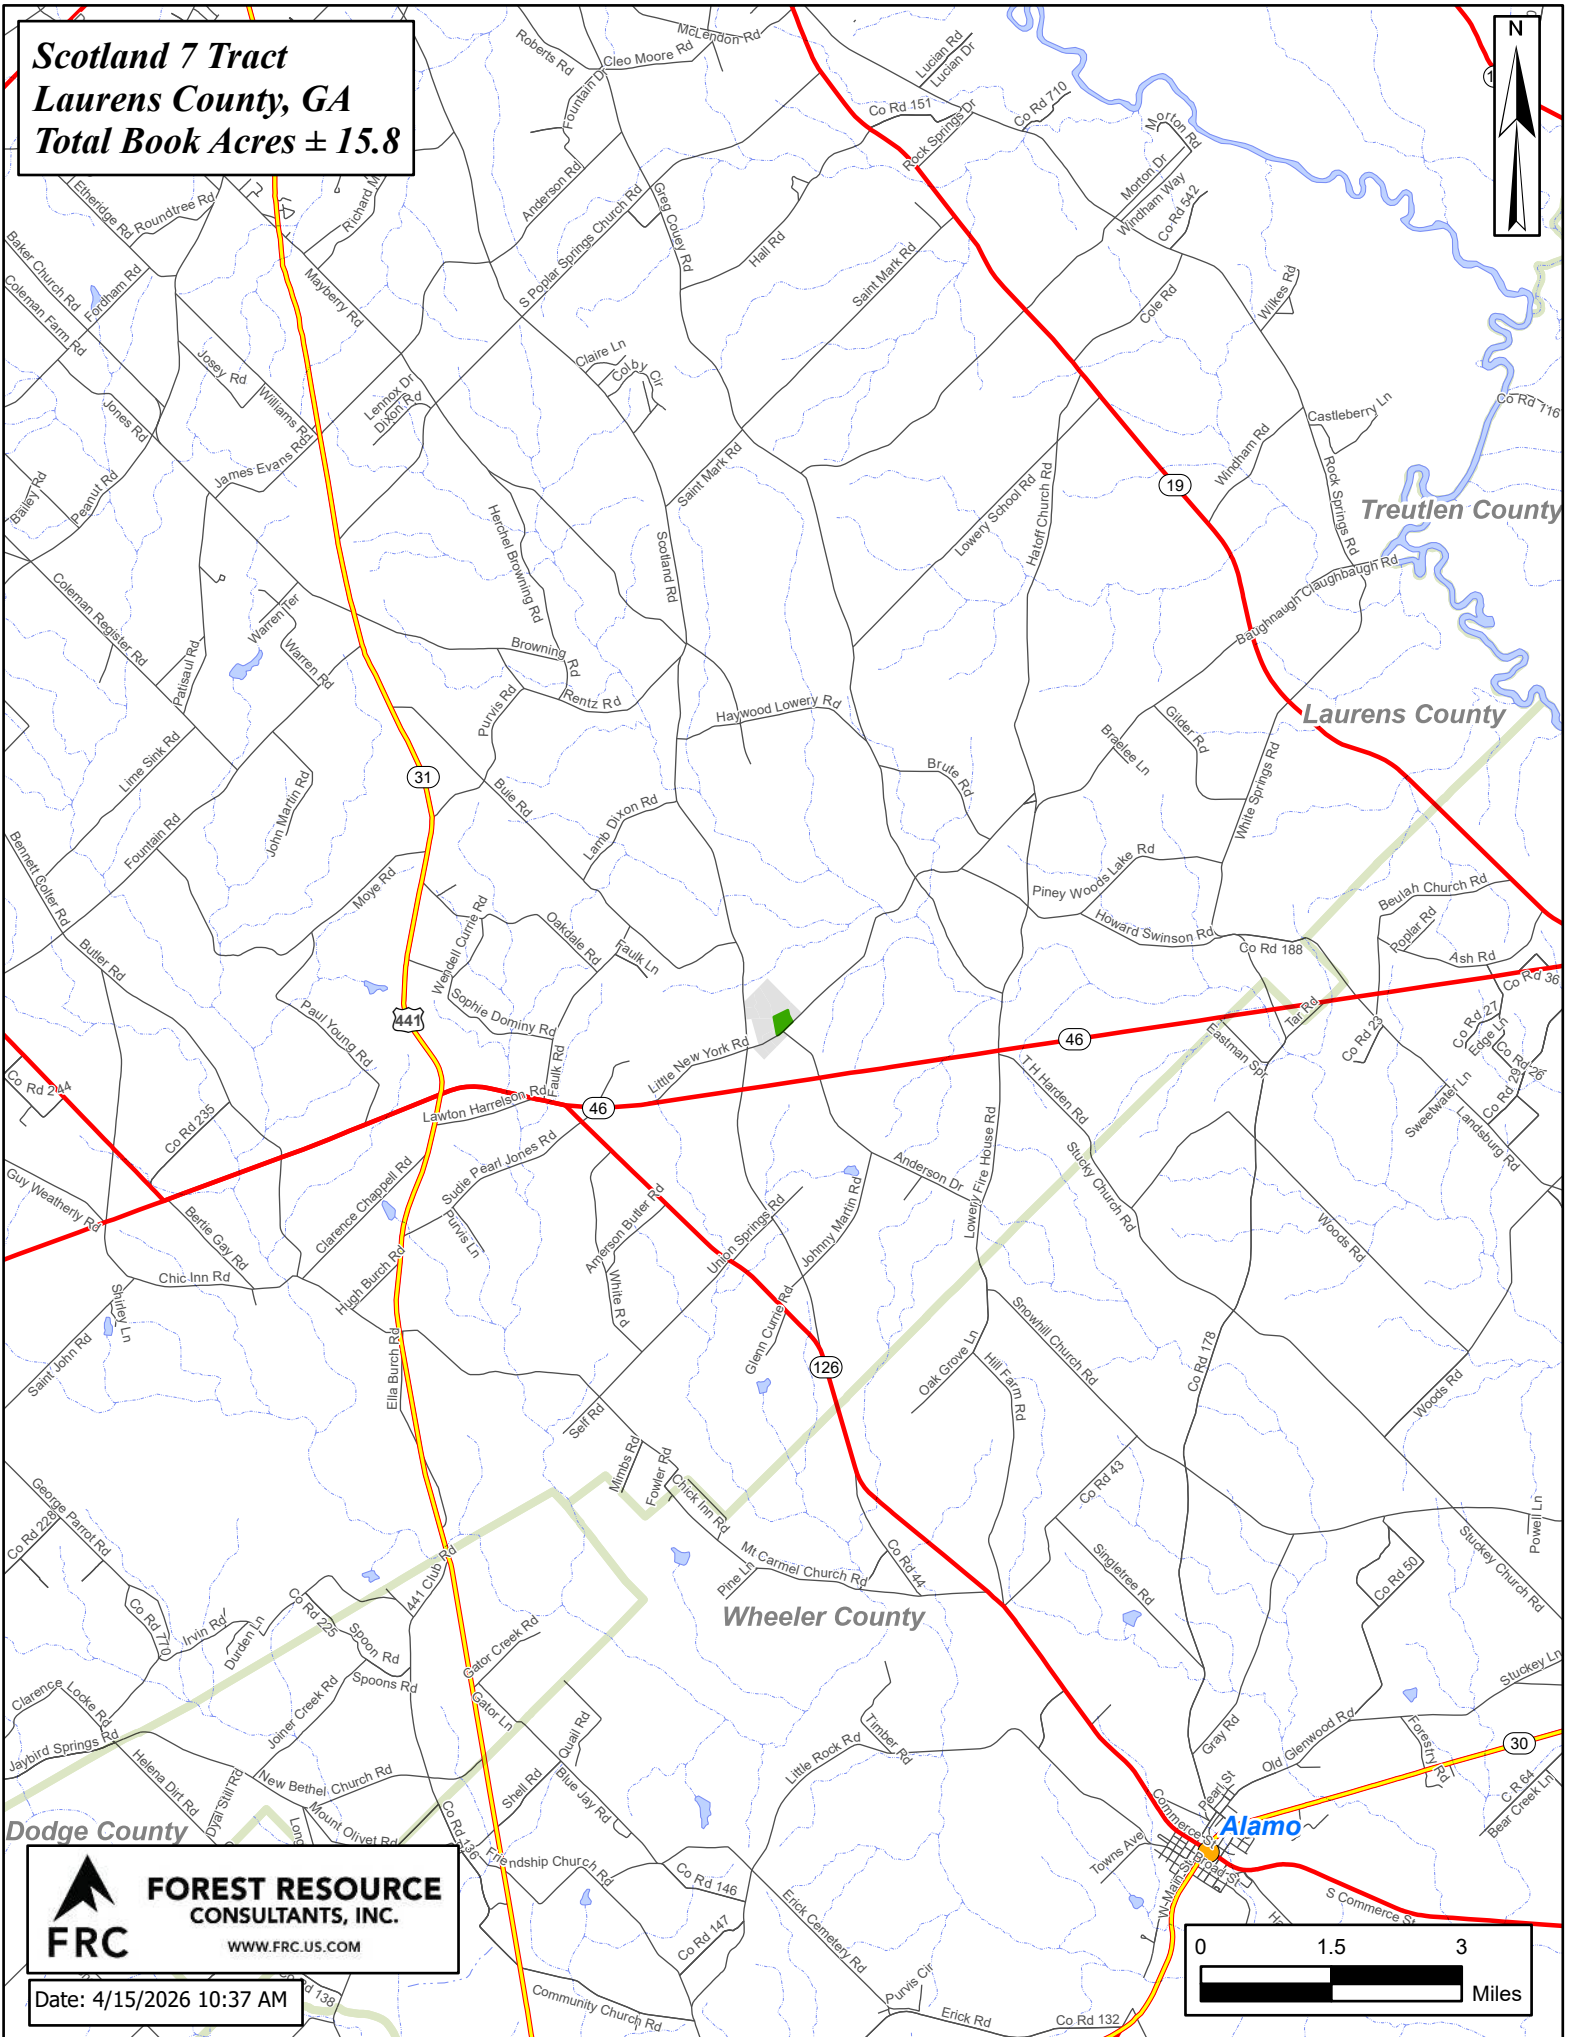 Scotland 7 Tract
Laurens County, GA
Total Book Acres ± 15.8
N
McLendon Rd
Roberts Rd
Cleo Moore Rd
Fountain Dr
Lucian Rd
Lucian Dr
Co Rd 151
Co Rd 710
Rock Springs Dr
Morton Rd
Morton Dr
Windham Way
Co Rd 542
Etheridge Rd
Roundtree Rd
Anderson Rd
Greg Couey Rd
S Poplar Springs Church Rd
Hall Rd
Saint Mark Rd
Baker Church Rd
Fordham Rd
Coleman Farm Rd
Mayberry Rd
Cole Rd
Wilkes Rd
Josey Rd
Williams Rd
Claire Ln
Colby Cir
Lennox Dr
Dixon Rd
Jones Rd
Castleberry Ln
Co Rd 116
James Evans Rd
Windham Rd
Bailey Rd
Peanut Rd
Saint Mark Rd
Lowery School Rd
Hatoff Church Rd
19
Rock Springs Rd
Treutlen County
Herchel Browning Rd
Scotland Rd
Baughnaugh Claughbaugh Rd
Coleman Register Rd
Warren Ter
Warren Rd
Patisaul Rd
Browning Rd
Rentz Rd
Purvis Rd
Haywood Lowery Rd
Laurens County
Gilder Rd
Braelee Ln
Lime Sink Rd
31
Buie Rd
Brute Rd
White Springs Rd
John Martin Rd
Fountain Rd
Lamb Dixon Rd
Bennett Colter Rd
Moye Rd
Piney Woods Lake Rd
Beulah Church Rd
Wendell Currie Rd
Oakdale Rd
Faulk Ln
Howard Swinson Rd
Co Rd 188
Poplar Rd
Ash Rd
Butler Rd
Co Rd 36
Sophie Dominy Rd
441
Paul Young Rd
Tar Rd
Co Rd 27
Edge Ln
Co Rd 23
Eastman Spr
46
Little New York Rd
Faulk Rd
Co Rd 26
Co Rd 29
Co Rd 244
Lawton Harrelson Rd
46
T H Harden Rd
Sweetwater Ln
Landsburg Rd
Co Rd 235
Lowery Fire House Rd
Stucky Church Rd
Sudie Pearl Jones Rd
Anderson Dr
Guy Weatherly Rd
Clarence Chappell Rd
Bertie Gay Rd
Amerson Butler Rd
Union Springs Rd
Johnny Martin Rd
Purvis Ln
Woods Rd
Chic Inn Rd
Hugh Burch Rd
White Rd
Shirley Ln
Glenn Currie Rd
Snowhill Church Rd
Saint John Rd
Ella Burch Rd
126
Oak Grove Ln
Hill Farm Rd
Co Rd 178
Woods Rd
Self Rd
Mimbs Rd
Fowler Rd
Chick Inn Rd
Co Rd 43
George Parrot Rd
Co Rd 228
Powell Ln
Stuckey Church Rd
Mt Carmel Church Rd
Co Rd 44
Pine Ln
Singletree Rd
Co Rd 50
441 Club Rd
Co Rd 225
Co Rd 770
Irvin Rd
Durden Ln
Spoon Rd
Wheeler County
Gator Creek Rd
Spoons Rd
Stuckey Ln
Clarence Locke Rd
Joiner Creek Rd
Gator Ln
Quail Rd
Timber Rd
Little Rock Rd
Gray Rd
Old Glenwood Rd
Forestry Rd
30
Jaybird Springs Rd
Helena Dirt Rd
New Bethel Church Rd
Shell Rd
Blue Jay Rd
Pearl St
C R 64
Bear Creek Ln
Dyal Still Rd
Long
Mount Olivet Rd
Co Rd 136
Commerce St
Alamo
Dodge County
Towns Ave
Broad St
W-Main St
Friendship Church Rd
Co Rd 146
Erick Cemetery Rd
S Commerce St
Co Rd 147
FRC
FOREST RESOURCE
CONSULTANTS, INC.
WWW.FRC.US.COM
Purvis Cir
Erick Rd
Co Rd 132
Community Church Rd
Date: 4/15/2026 10:37 AM
0 1.5 3
Miles